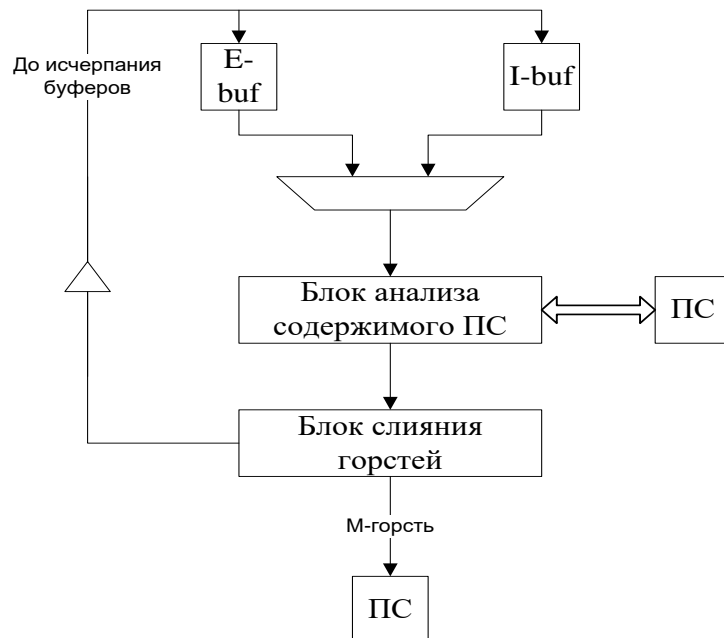 До исчерпания
буферов
E-
buf
I-buf
Блок анализа
содержимого ПС
ПС
Блок слияния
горстей
М-горсть
ПС